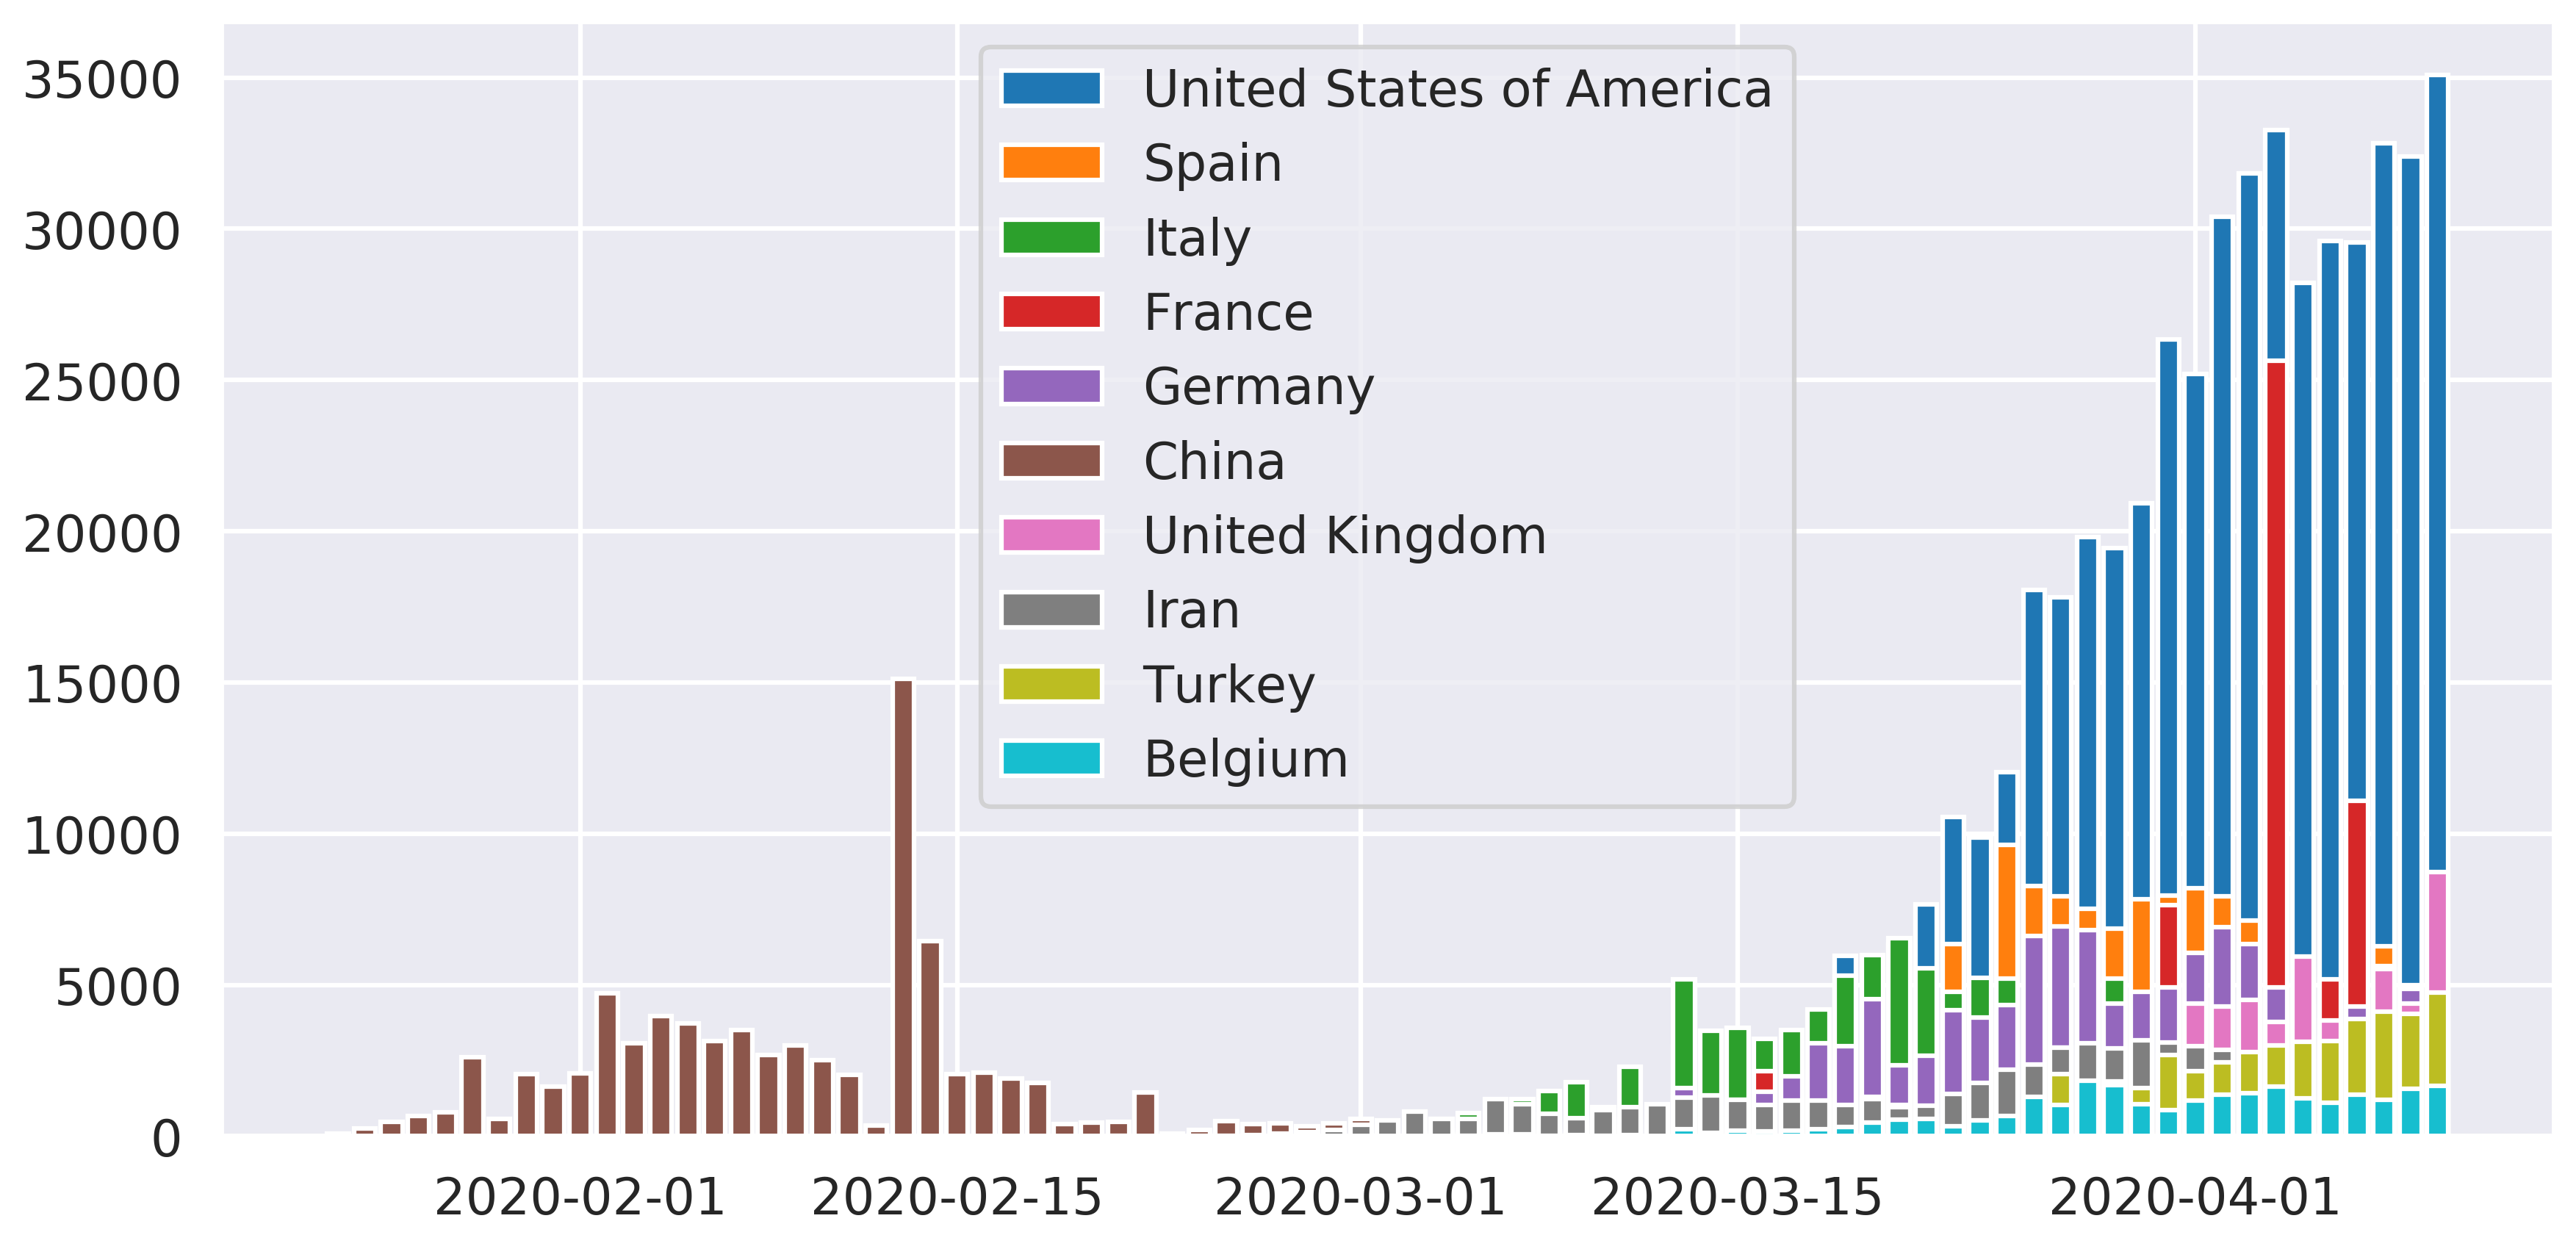 35000
30000
25000
20000
15000
10000
5000
0
United States of America
Spain
Italy
France
Germany
China
United Kingdom
Iran
Turkey
Belgium
2020-02-01 2020-02-15 2020-03-01 2020-03-15 2020-04-01